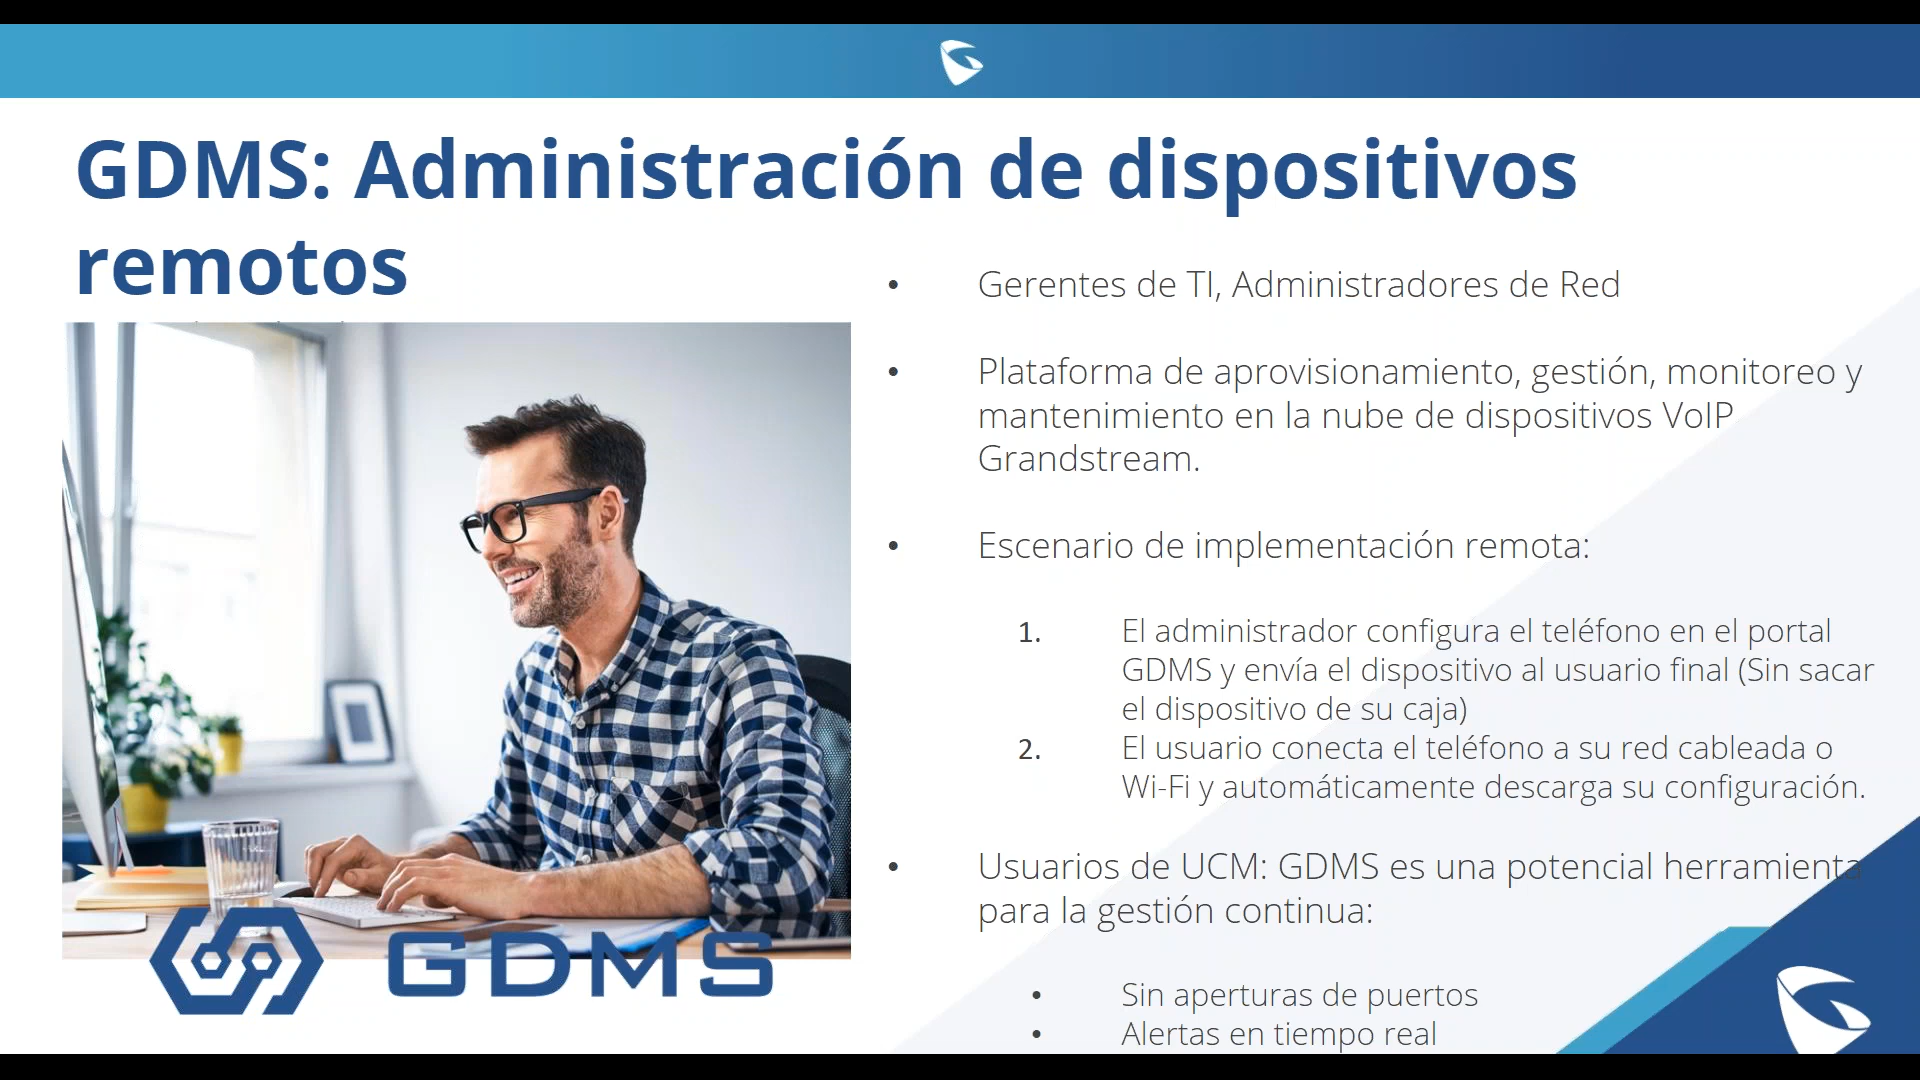 GDMS: Administración de dispositivos
remotos
• Gerentes de TI, Administradores de Red
• Plataforma de aprovisionamiento, gestión, monitoreo y
mantenimiento en la nube de dispositivos VoIP
Grandstream.
• Escenario de implementación remota:
1. El administrador configura el teléfono en el portal
GDMS y envía el dispositivo al usuario final (Sin sacar
el dispositivo de su caja)
2. El usuario conecta el teléfono a su red cableada o
Wi-Fi y automáticamente descarga su configuración.
• Usuarios de UCM: GDMS es una potencial herramienta
para la gestión continua:
• Sin aperturas de puertos
• Alertas en tiempo real
GDMS